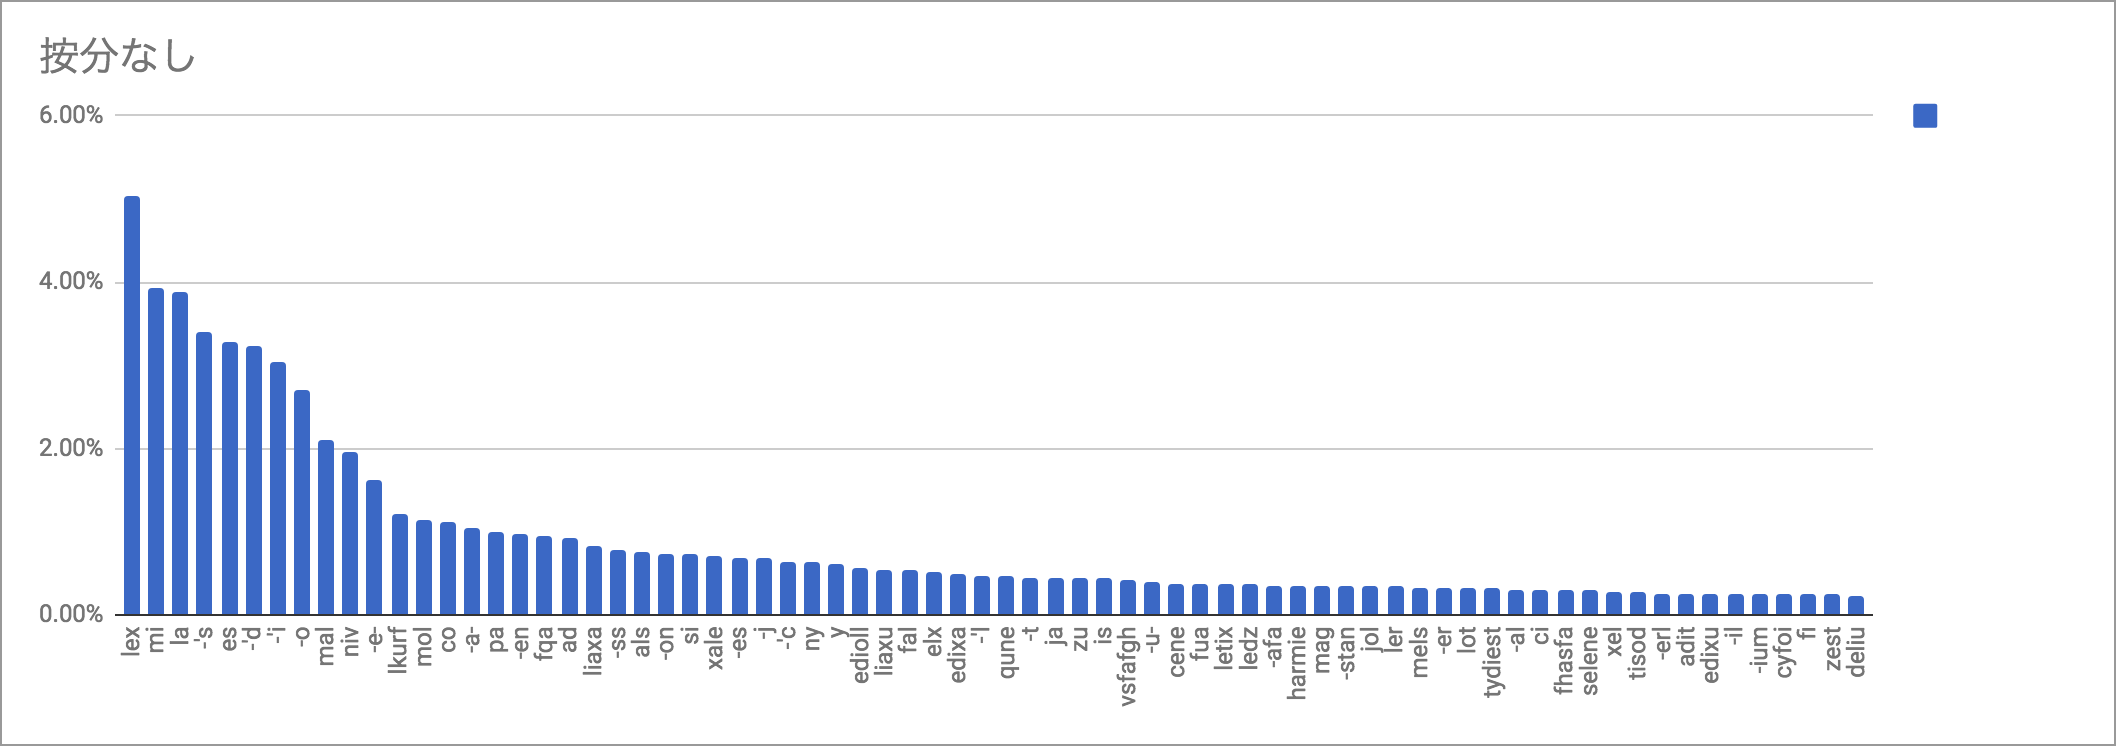 按分なし
6.00%
4.00%
2.00%
0.00%
lex
mi
la
-'s
es
-'d
-'i
-o
mal
niv
-e-
lkurf
mol
co
-a-
pa
-en
fqa
ad
liaxa
-ss
als
-on
si
xale
-es
-j
-'c
ny
y
edioll
liaxu
fal
elx
edixa
-'l
qune
-t
ja
zu
is
vsfafgh
-u-
cene
fua
letix
ledz
-afa
harmie
mag
-stan
jol
ler
mels
-er
lot
tydiest
-al
ci
fhasfa
selene
xel
tisod
-erl
adit
edixu
-il
-ium
cyfoi
fi
zest
deliu